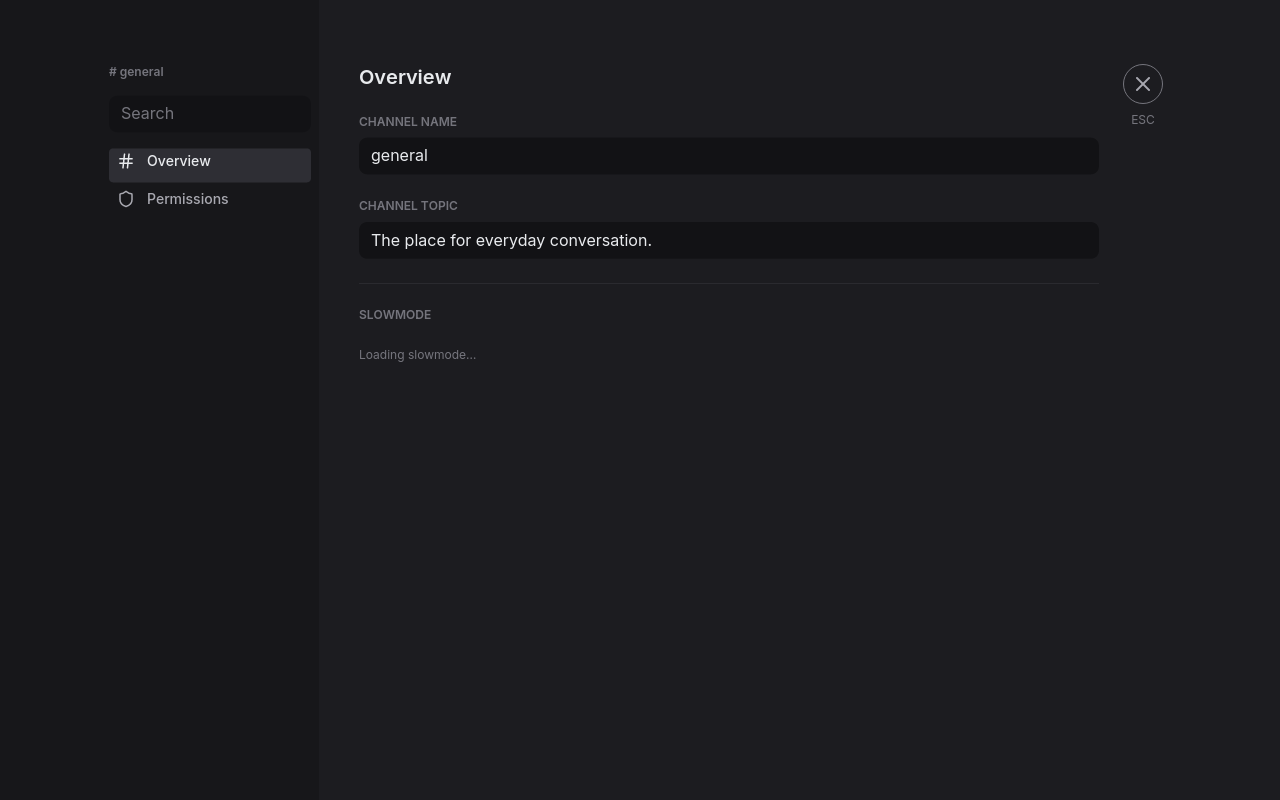 # general
Search
Overview
Permissions
Overview
CHANNEL NAME
general
CHANNEL TOPIC
The place for everyday conversation.
SLOWMODE
Loading slowmode...
ESC